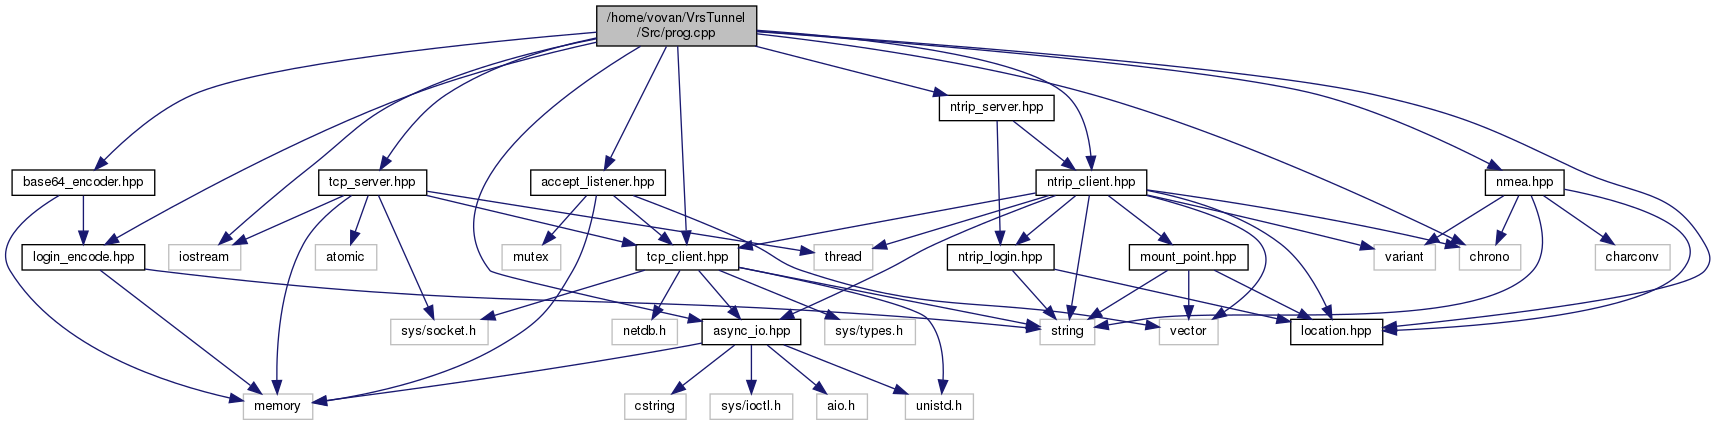 /home/vovan/VrsTunnel
/Src/prog.cpp
ntrip_server.hpp
base64_encoder.hpp
tcp_server.hpp
accept_listener.hpp
ntrip_client.hpp
nmea.hpp
login_encode.hpp
iostream
atomic
mutex
tcp_client.hpp
thread
ntrip_login.hpp
mount_point.hpp
variant
chrono
charconv
sys/socket.h
netdb.h
async_io.hpp
sys/types.h
string
vector
location.hpp
memory
cstring
sys/ioctl.h
aio.h
unistd.h